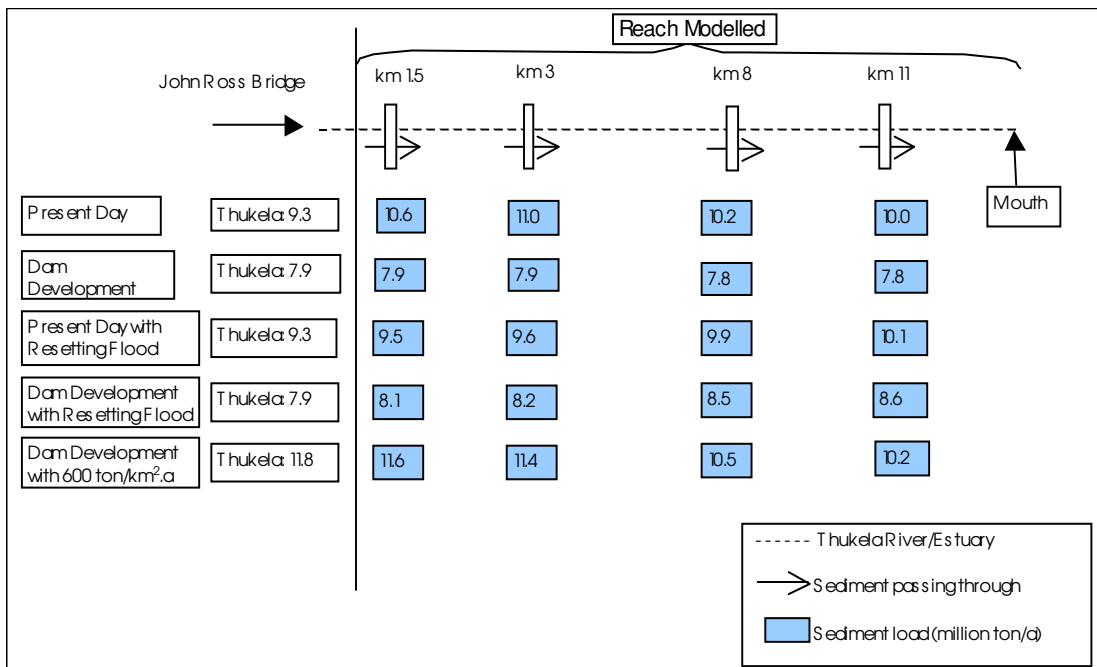 Reach Modelled
km 1.5 km 3 km 8 km 11
John Ross Bridge
Mouth
Present Day Thukela: 9.3 10.6 11.0 10.2 10.0
Dam
Development Thukela: 7.9 7.9 7.9 7.8 7.8
Present Day with
Resetting Flood Thukela: 9.3 9.5 9.6 9.9 10.1
Dam Development
with Resetting Flood Thukela: 7.9 8.1 8.2 8.5 8.6
Dam Development
with 600 ton/km².a Thukela: 11.8 11.6 11.4 10.5 10.2
Thukela River/Estuary
Sediment passing through
Sediment load (million ton/a)